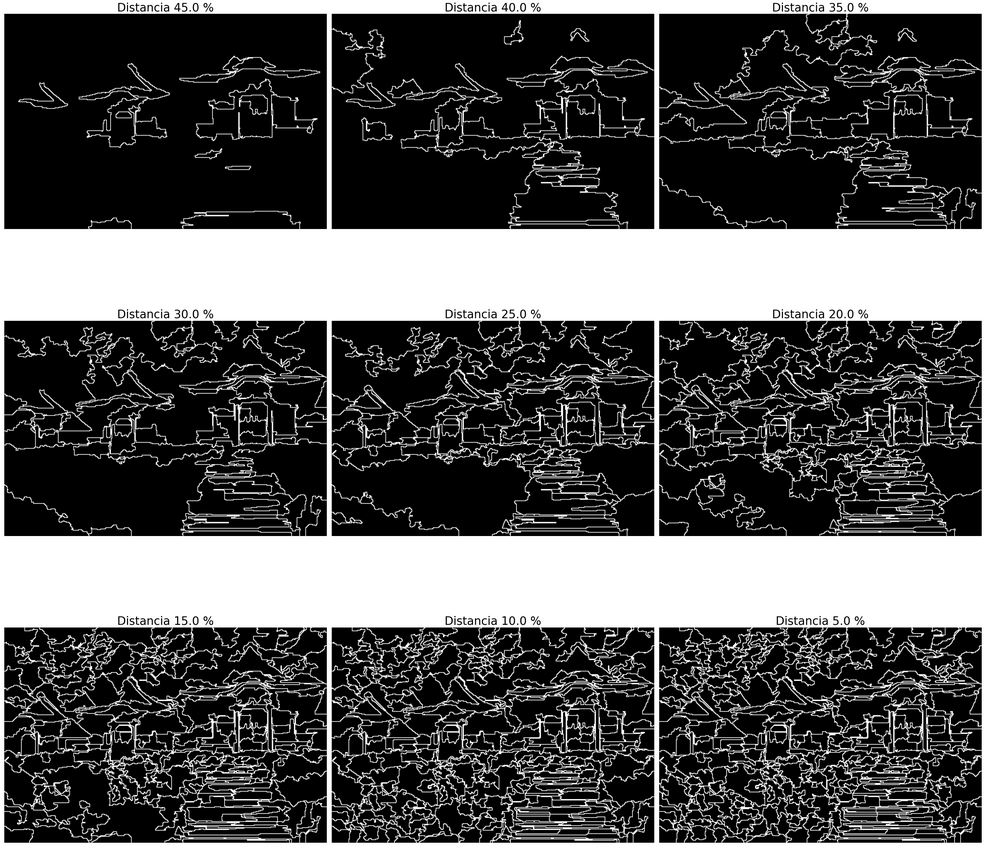 Distancia 45.0 %
Distancia 40.0 %
Distancia 35.0 %
Distancia 30.0 %
Distancia 25.0 %
Distancia 20.0 %
Distancia 15.0 %
Distancia 10.0 %
Distancia 5.0 %